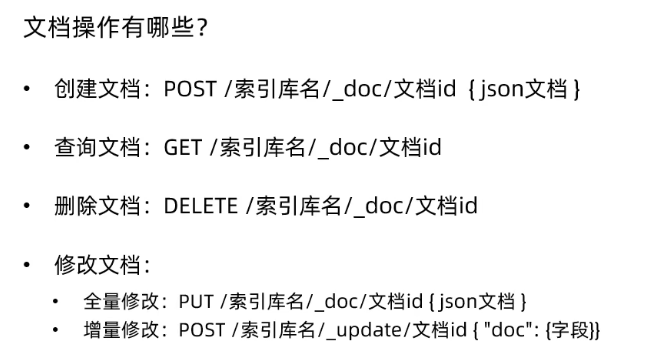 文档操作有哪些？
• 创建文档：POST /索引库名/_doc/文档id { json文档 }
• 查询文档：GET /索引库名/_doc/文档id
• 删除文档：DELETE /索引库名/_doc/文档id
• 修改文档：
• 全量修改：PUT /索引库名/_doc/文档id { json文档 }
• 增量修改：POST /索引库名/_update/文档id { "doc": {字段}}